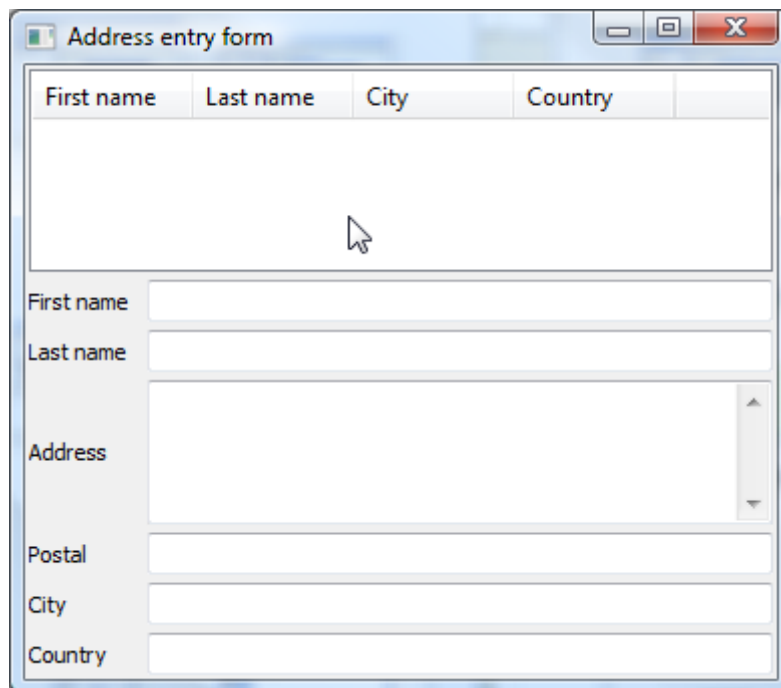 Address entry form
First name Last name City Country
First name
Last name
Address
Postal
City
Country